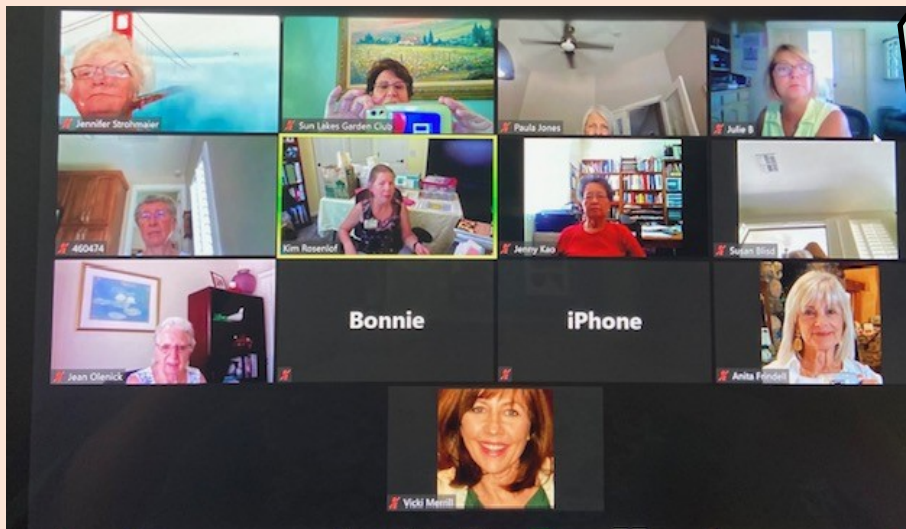 Jennifer Strohmaier
Sun Lakes Garden Club
Paula Jones
Julie B
460474
Kim Rosenlof
Jenny Kao
Susan Blied
Jean Olenick
Bonnie
iPhone
Anita Frindell
Vicki Merrill